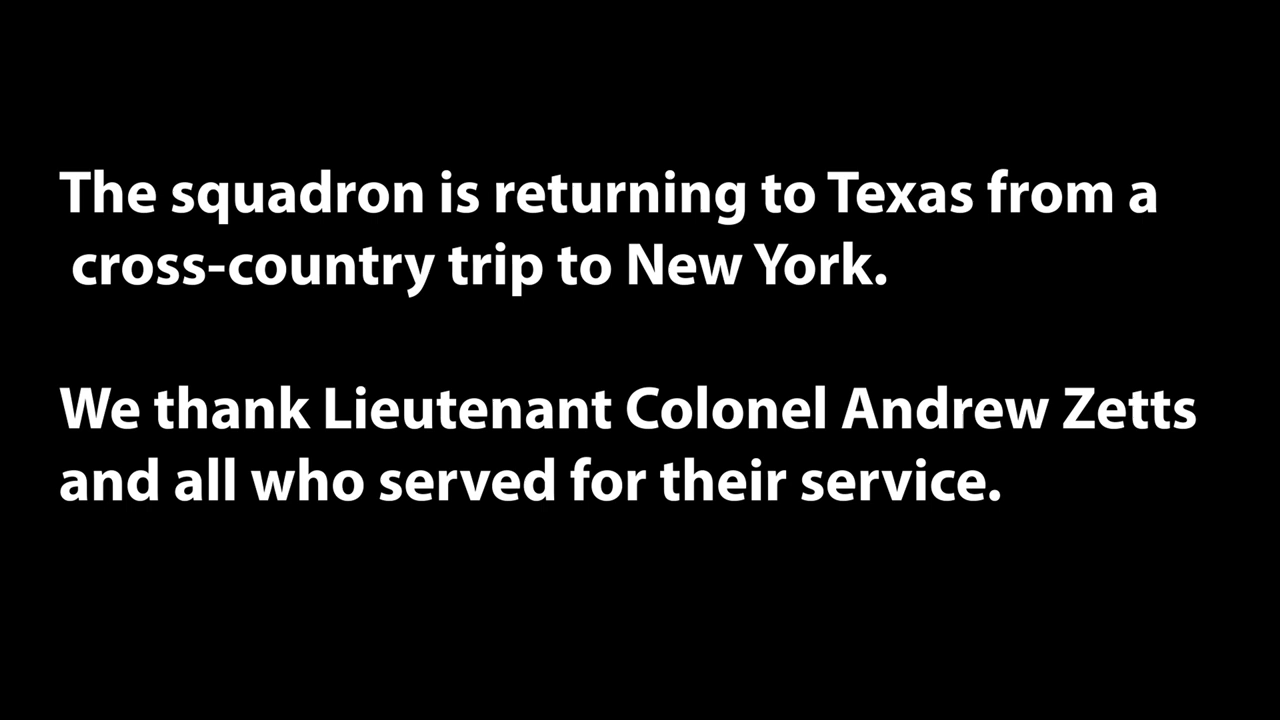 The squadron is returning to Texas from a
cross-country trip to New York.
We thank Lieutenant Colonel Andrew Zetts
and all who served for their service.